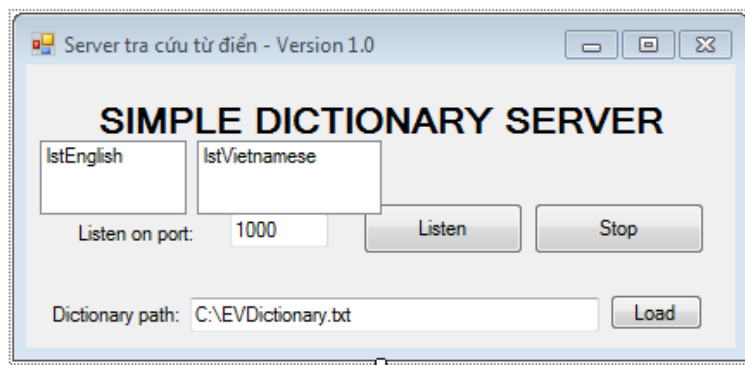 Server tra cứu từ điển - Version 1.0
SIMPLE DICTIONARY SERVER
lstEnglish lstVietnamese
Listen on port: 1000 Listen Stop
Dictionary path: C:\EVDictionary.txt Load